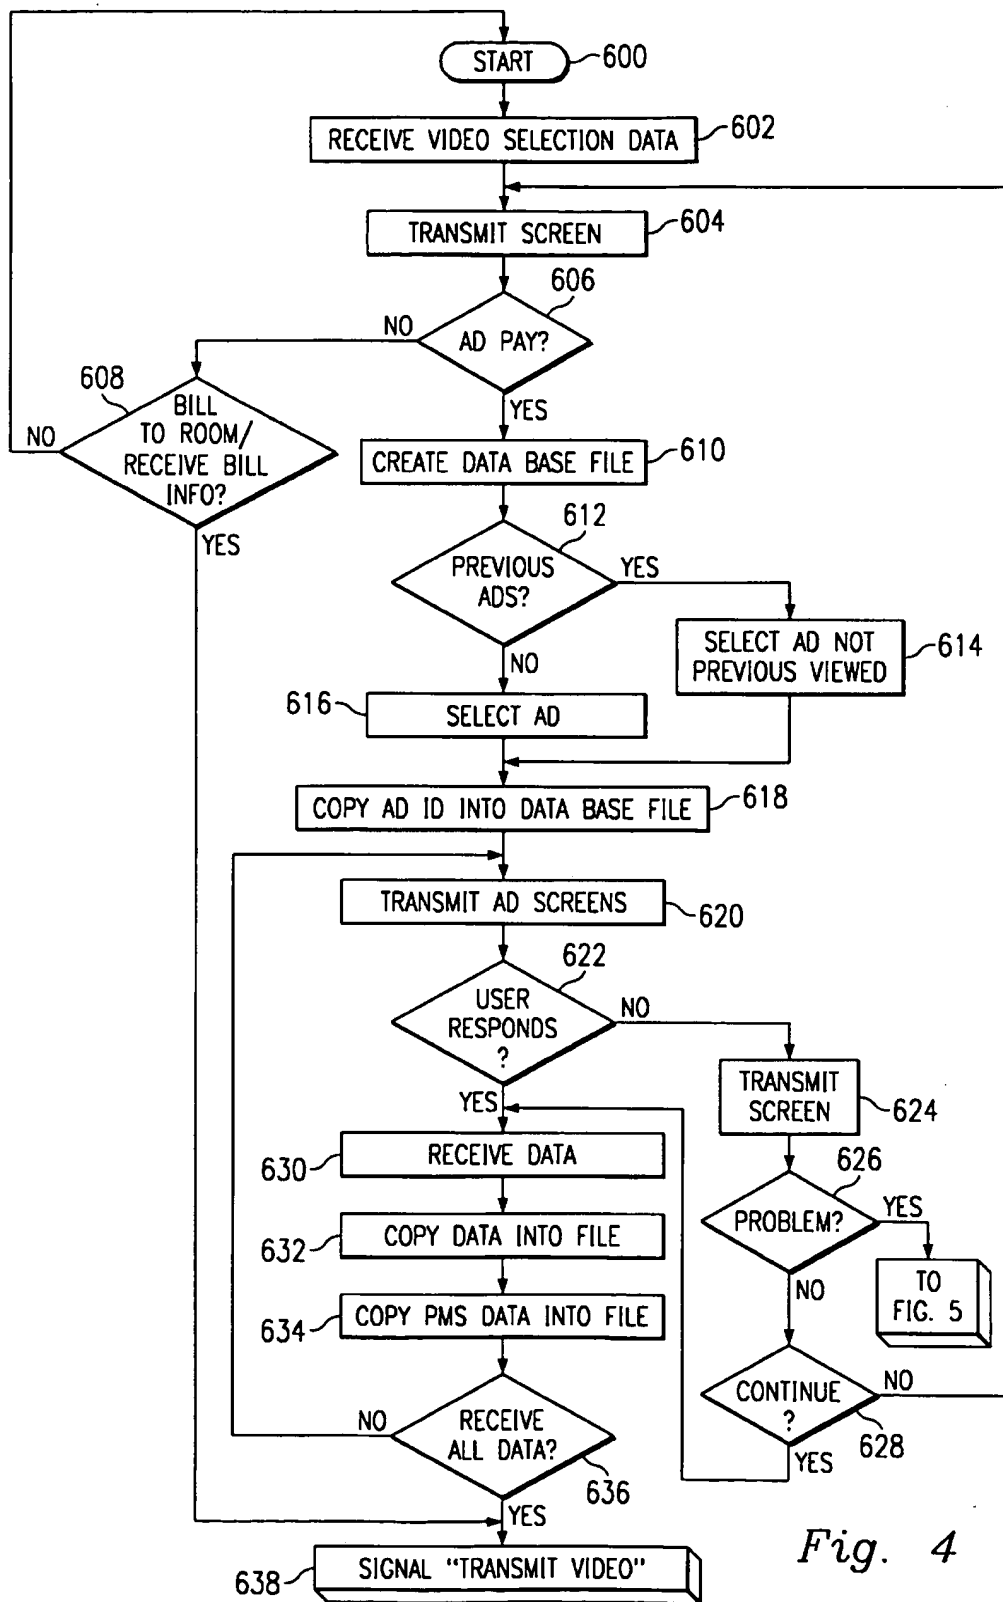 START
600
RECEIVE VIDEO SELECTION DATA
602
TRANSMIT SCREEN
604
606
AD PAY?
NO
YES
608
BILL
TO ROOM/
RECEIVE BILL
INFO?
NO
YES
CREATE DATA BASE FILE
610
612
PREVIOUS
ADS?
YES
NO
SELECT AD NOT
PREVIOUS VIEWED
614
616
SELECT AD
COPY AD ID INTO DATA BASE FILE
618
TRANSMIT AD SCREENS
620
622
USER
RESPONDS
?
NO
YES
TRANSMIT
SCREEN
624
630
RECEIVE DATA
626
PROBLEM?
YES
NO
TO
FIG. 5
632
COPY DATA INTO FILE
634
COPY PMS DATA INTO FILE
CONTINUE
?
NO
628
YES
RECEIVE
ALL DATA?
NO
636
YES
638
SIGNAL "TRANSMIT VIDEO"
Fig. 4